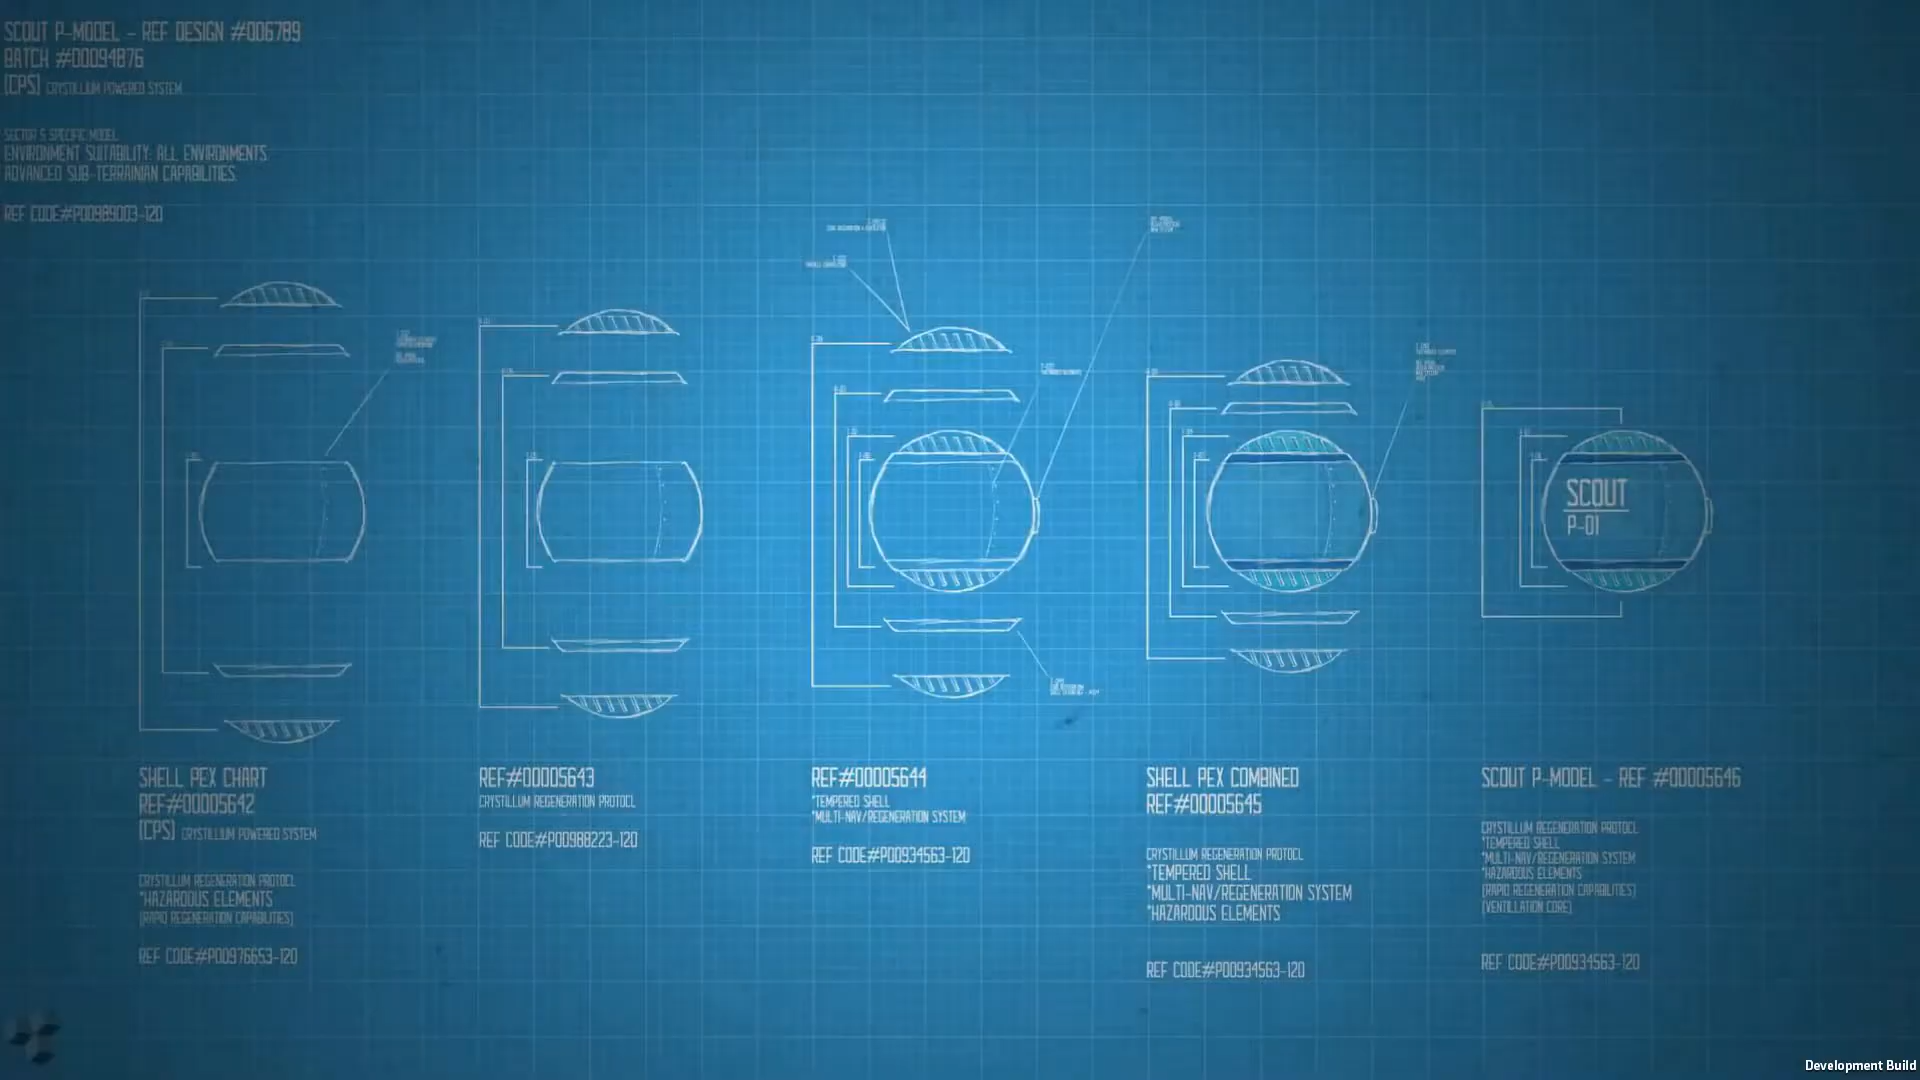 SCOUT P-MODEL - REF DESIGN #006789
BATCH #00094876
[CPS] CRYSTILLIUM POWERED SYSTEM
SECTOR 5 SPECIFIC MODEL
ENVIRONMENT SUITABILITY: ALL ENVIRONMENTS.
ADVANCED SUB-TERRAINIAN CAPABILITIES.
REF CODE#P00989003-120
SCOUT
P-01
SHELL PEX CHART
REF#00005642
[CPS] CRYSTILLIUM POWERED SYSTEM
CRYSTILLUM REGENERATION PROTOCL
*HAZARDOUS ELEMENTS
[RAPID REGENERATION CAPABILITIES]
REF CODE#P00976653-120
REF#00005643
CRYSTILLUM REGENERATION PROTOCL
REF CODE#P00988223-120
REF#00005644
*TEMPERED SHELL
*MULTI-NAV/REGENERATION SYSTEM
REF CODE#P00934563-120
SHELL PEX COMBINED
REF#00005645
CRYSTILLUM REGENERATION PROTOCL
*TEMPERED SHELL
*MULTI-NAV/REGENERATION SYSTEM
*HAZARDOUS ELEMENTS
REF CODE#P00934563-120
SCOUT P-MODEL - REF #00005646
CRYSTILLUM REGENERATION PROTOCL
*TEMPERED SHELL
*MULTI-NAV/REGENERATION SYSTEM
*HAZARDOUS ELEMENTS
[RAPID REGENERATION CAPABILITIES]
[VENTILLATION CORE]
REF CODE#P00934563-120
Development Build